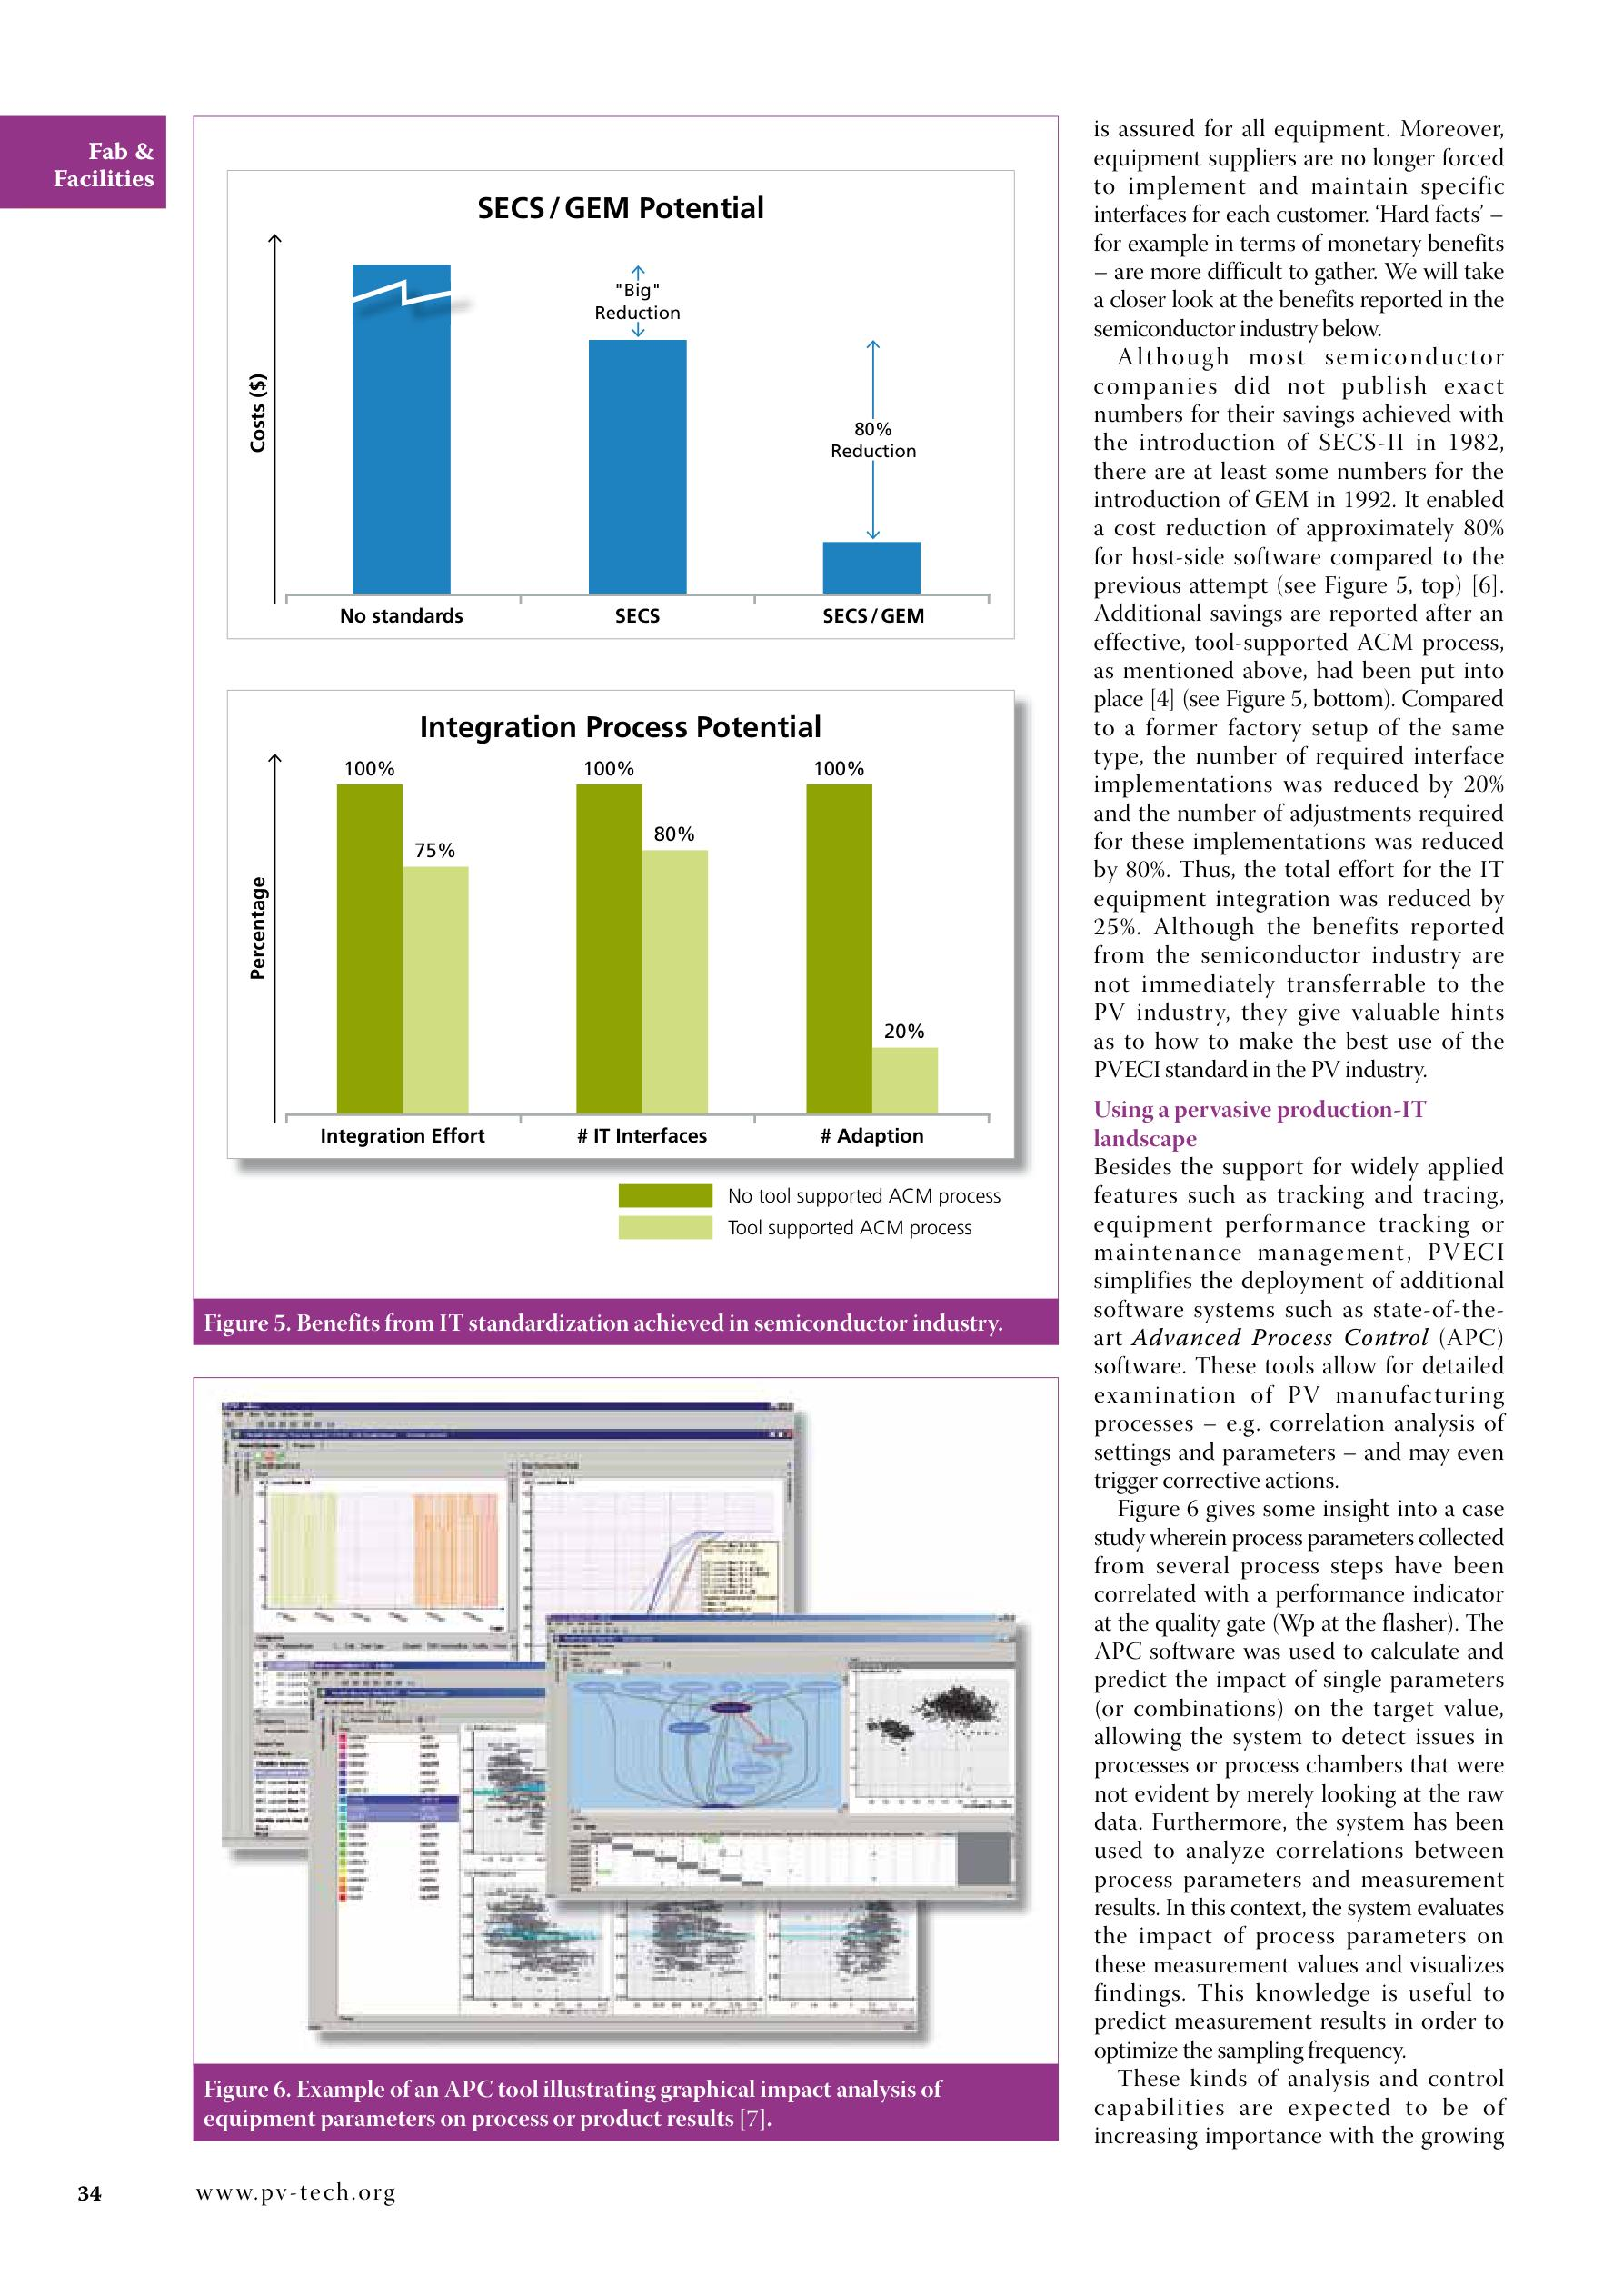 Fab &
Facilities
SECS / GEM Potential
Costs ($)
"Big"
Reduction
80%
Reduction
No standards
SECS
SECS / GEM
Integration Process Potential
Percentage
100%
75%
100%
80%
100%
20%
Integration Effort
# IT Interfaces
# Adaption
No tool supported ACM process
Tool supported ACM process
Figure 5. Benefits from IT standardization achieved in semiconductor industry.
Figure 6. Example of an APC tool illustrating graphical impact analysis of
equipment parameters on process or product results [7].
is assured for all equipment. Moreover,
equipment suppliers are no longer forced
to implement and maintain specific
interfaces for each customer. ‘Hard facts’ –
for example in terms of monetary benefits
– are more difficult to gather. We will take
a closer look at the benefits reported in the
semiconductor industry below.
Although most semiconductor
companies did not publish exact
numbers for their savings achieved with
the introduction of SECS-II in 1982,
there are at least some numbers for the
introduction of GEM in 1992. It enabled
a cost reduction of approximately 80%
for host-side software compared to the
previous attempt (see Figure 5, top) [6].
Additional savings are reported after an
effective, tool-supported ACM process,
as mentioned above, had been put into
place [4] (see Figure 5, bottom). Compared
to a former factory setup of the same
type, the number of required interface
implementations was reduced by 20%
and the number of adjustments required
for these implementations was reduced
by 80%. Thus, the total effort for the IT
equipment integration was reduced by
25%. Although the benefits reported
from the semiconductor industry are
not immediately transferrable to the
PV industry, they give valuable hints
as to how to make the best use of the
PVECI standard in the PV industry.
Using a pervasive production-IT
landscape
Besides the support for widely applied
features such as tracking and tracing,
equipment performance tracking or
maintenance management, PVECI
simplifies the deployment of additional
software systems such as state-of-the-
art Advanced Process Control (APC)
software. These tools allow for detailed
examination of PV manufacturing
processes – e.g. correlation analysis of
settings and parameters – and may even
trigger corrective actions.
Figure 6 gives some insight into a case
study wherein process parameters collected
from several process steps have been
correlated with a performance indicator
at the quality gate (Wp at the flasher). The
APC software was used to calculate and
predict the impact of single parameters
(or combinations) on the target value,
allowing the system to detect issues in
processes or process chambers that were
not evident by merely looking at the raw
data. Furthermore, the system has been
used to analyze correlations between
process parameters and measurement
results. In this context, the system evaluates
the impact of process parameters on
these measurement values and visualizes
findings. This knowledge is useful to
predict measurement results in order to
optimize the sampling frequency.
These kinds of analysis and control
capabilities are expected to be of
increasing importance with the growing
34
www.pv-tech.org